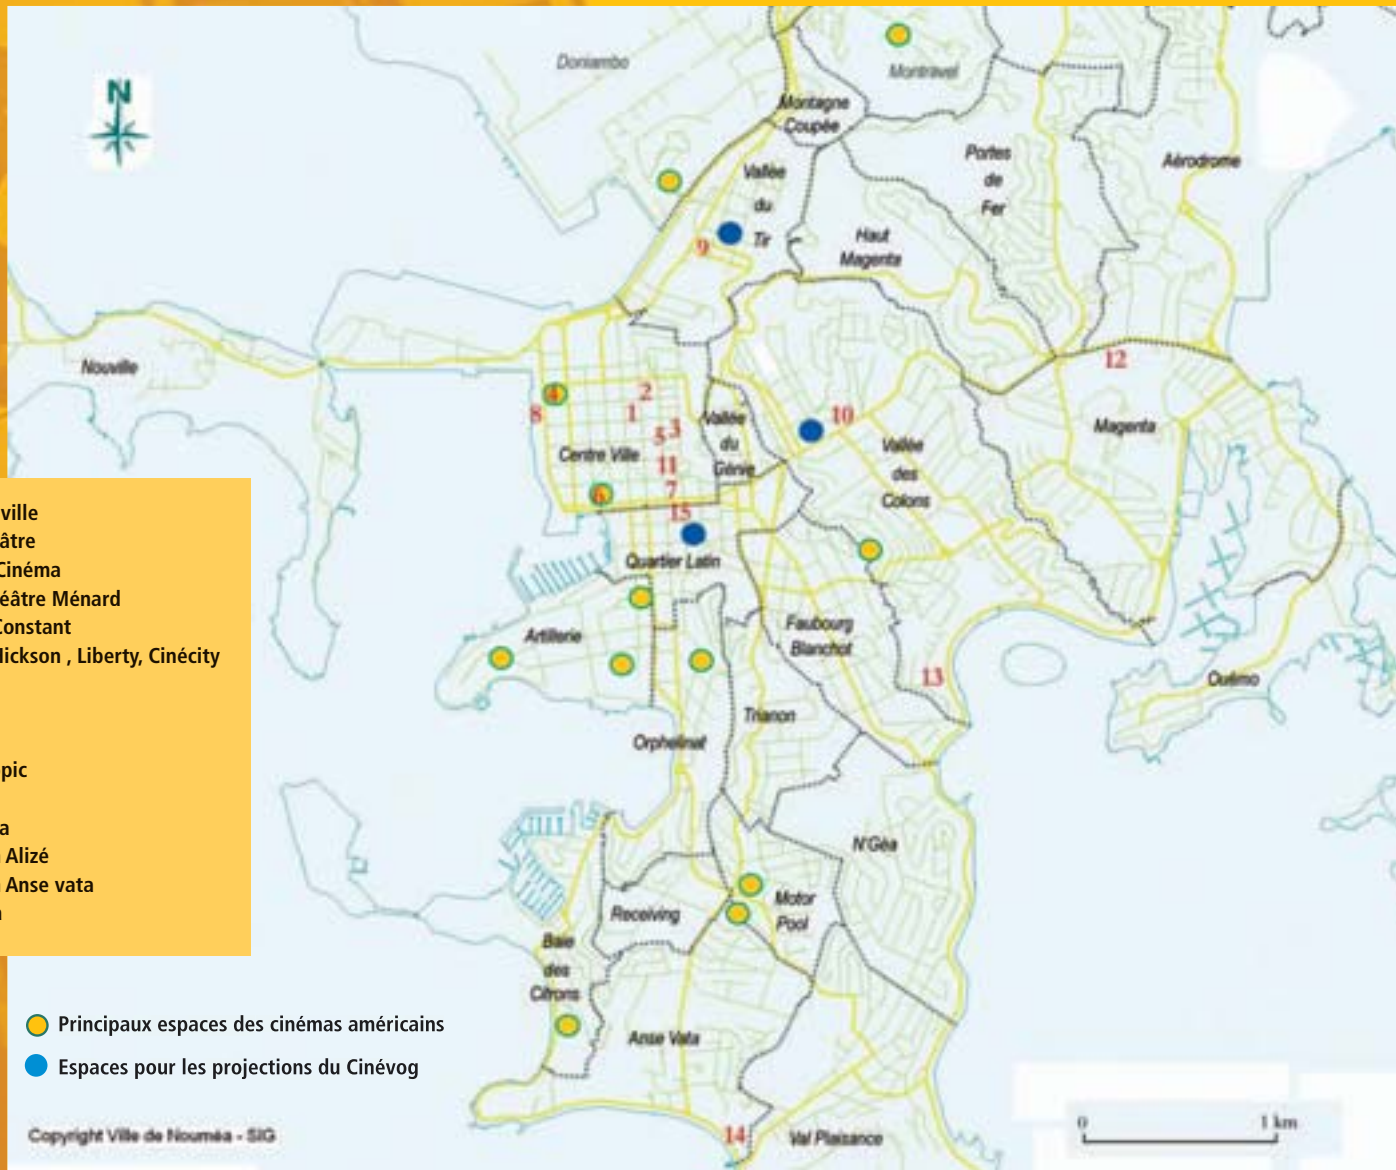 N
Doniambo
Montravel
Montagne
Coupée
Portes
de
Fer
Aérodrome
Vallée
du
Tir
9
Haut
Magenta
Nouville
12
4
2
8
1
3
5
Centre Ville
11
6
7
15
Vallée
du
Génie
10
Vallée
des
Colons
Magenta
Quartier Latin
Artillerie
Faubourg
Blanchot
13
Ouémo
Trianon
Orphelinat
N'Géa
Receiving
Motor
Pool
Baie
des
Citrons
Anse Vata
14
Val Plaisance
ville
âtre
Cinéma
éâtre Ménard
Constant
Hickson , Liberty, Cinécity
pic
a
Alizé
Anse vata
Principaux espaces des cinémas américains
Espaces pour les projections du Cinévog
Copyright Ville de Nouméa - SIG
0 1 km